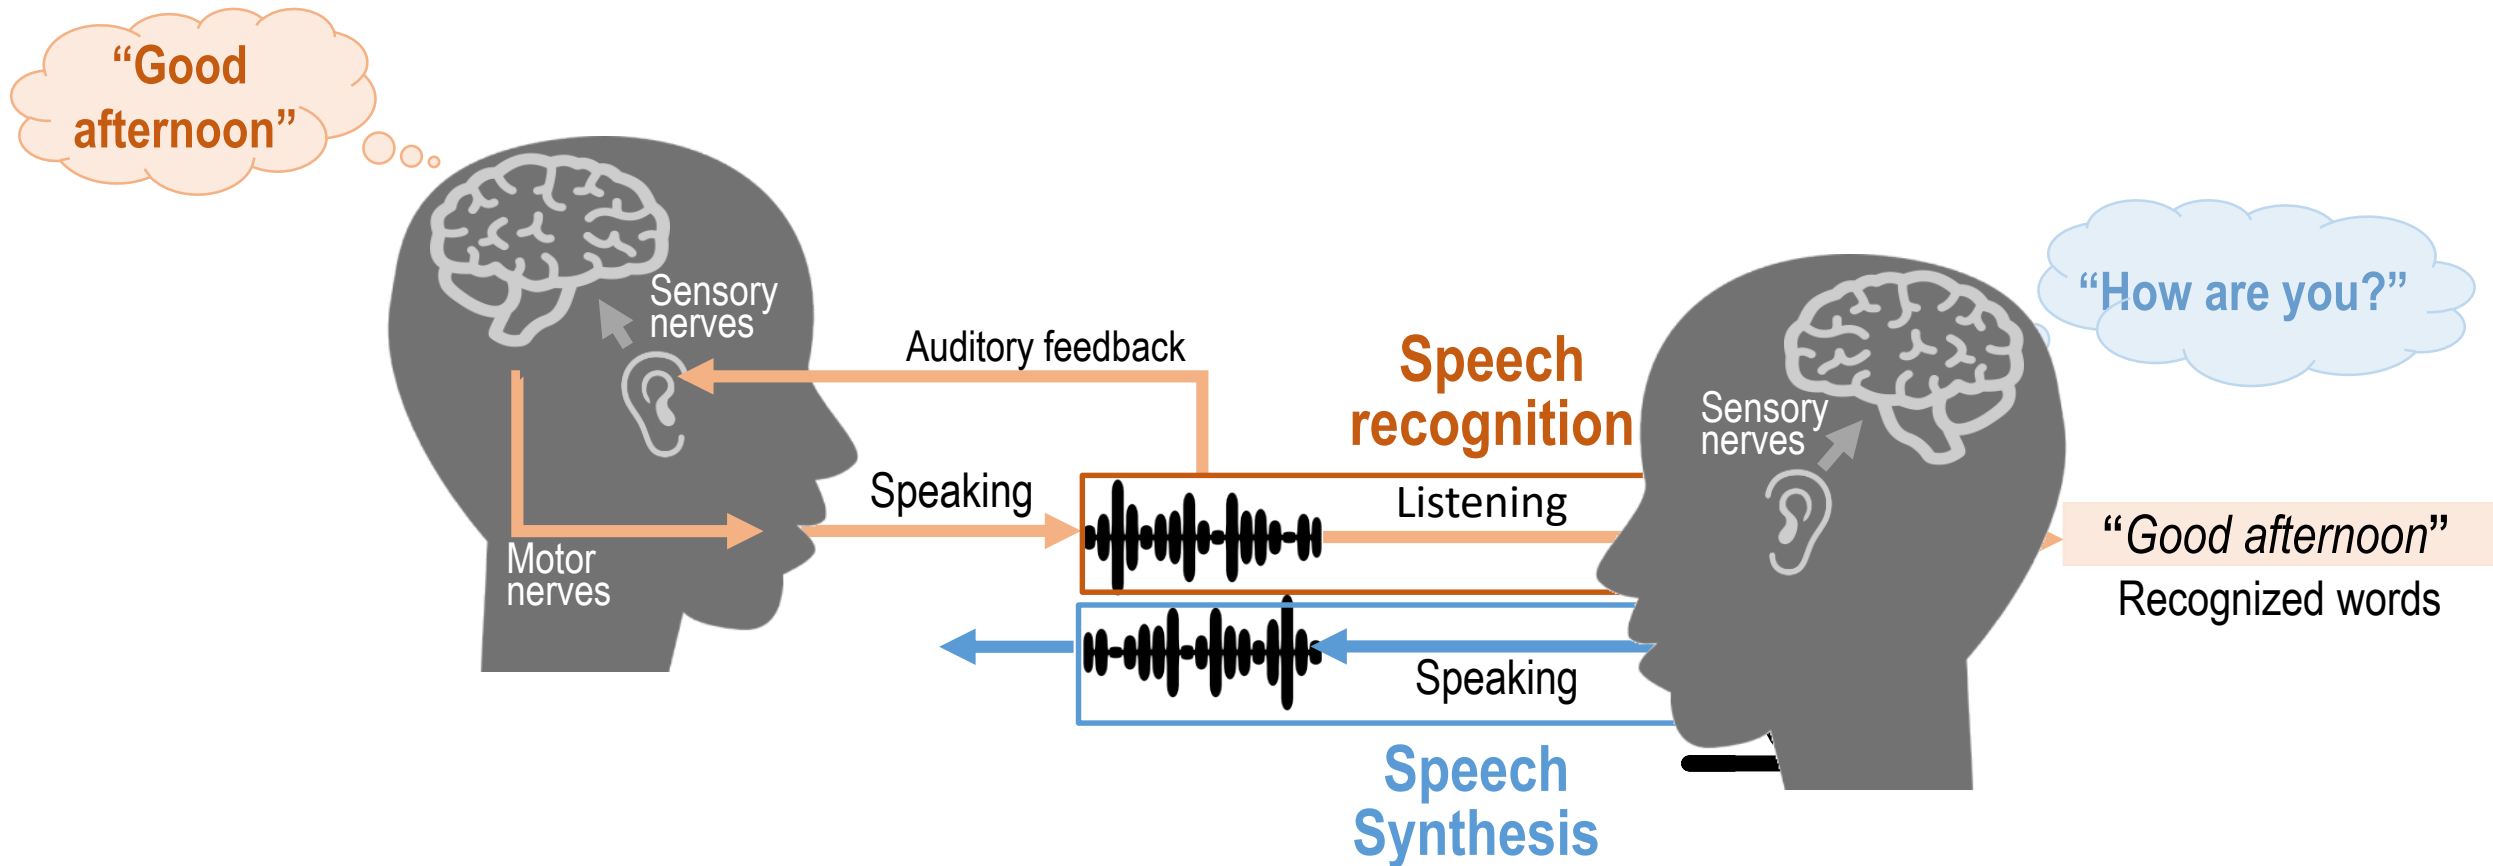 “Good
afternoon”
Sensory
nerves
Auditory feedback
Speaking
Motor
nerves
Speech
recognition
Listening
Speaking
Speech
Synthesis
Sensory
nerves
“How are you?”
“Good afternoon”
Recognized words